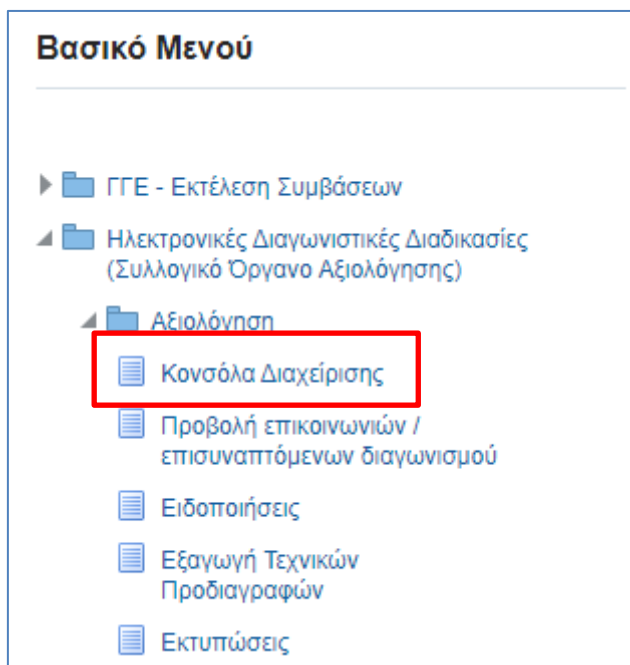 Βασικό Μενού
ΓΓΕ - Εκτέλεση Συμβάσεων
Ηλεκτρονικές Διαγωνιστικές Διαδικασίες
(Συλλογικό Όργανο Αξιολόγησης)
Αξιολόγηση
Κονσόλα Διαχείρισης
Προβολή επικοινωνιών /
επισυναπτόμενων διαγωνισμού
Ειδοποιήσεις
Εξαγωγή Τεχνικών
Προδιαγραφών
Εκτυπώσεις